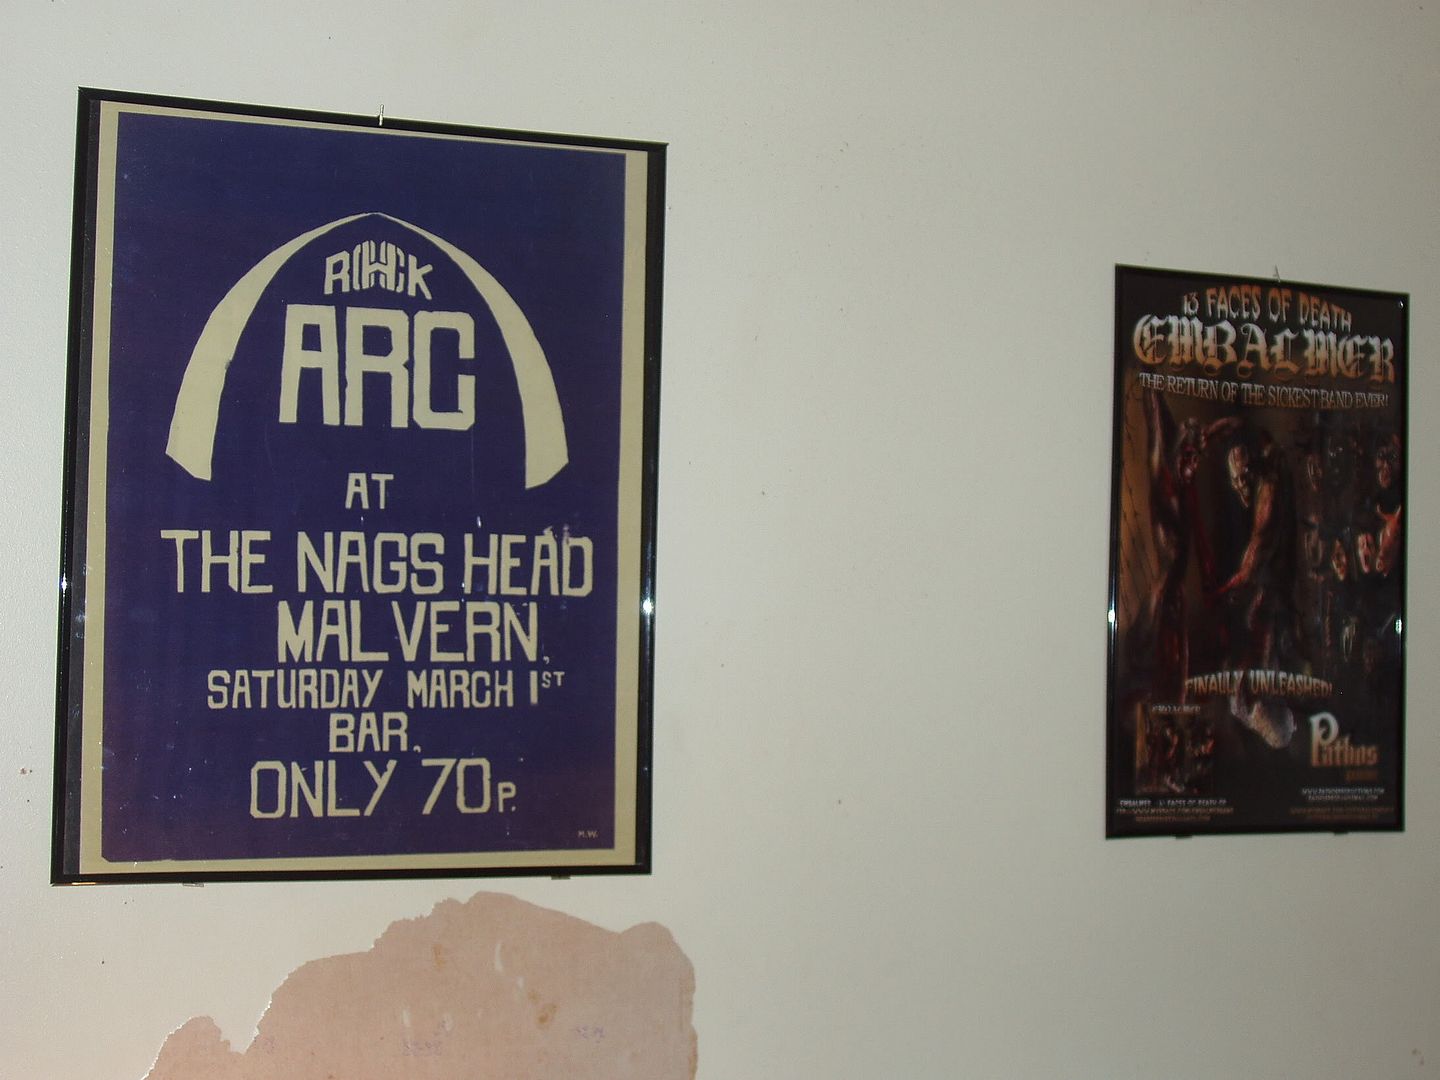 ROCK
ARC
AT
THE NAGS HEAD
MALVERN,
SATURDAY MARCH 1ST
BAR.
ONLY 70P.
M.W.
13 FACES OF DEATH
EMBALMER
THE RETURN OF THE SICKEST BAND EVER!
FINALLY UNLEASHED!
EMBALMER
Pathos